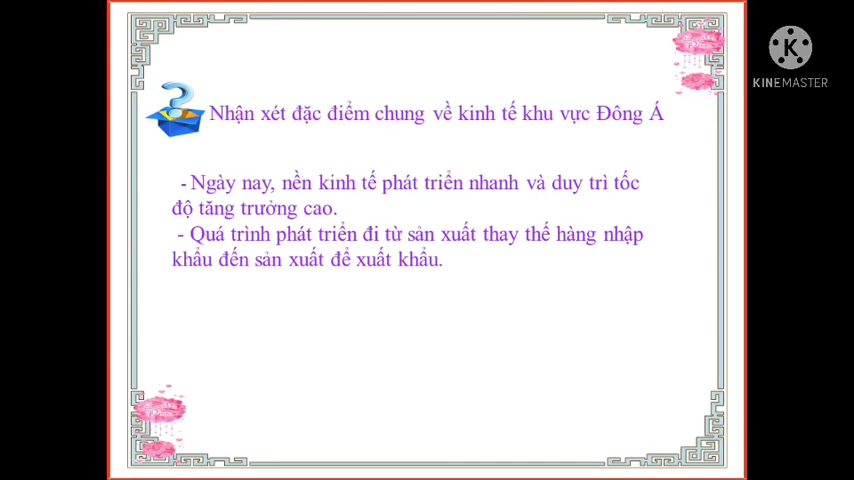 KINEMASTER
Nhận xét đặc điểm chung về kinh tế khu vực Đông Á
- Ngày nay, nền kinh tế phát triển nhanh và duy trì tốc
độ tăng trưởng cao.
- Quá trình phát triển đi từ sản xuất thay thế hàng nhập
khẩu đến sản xuất để xuất khẩu.